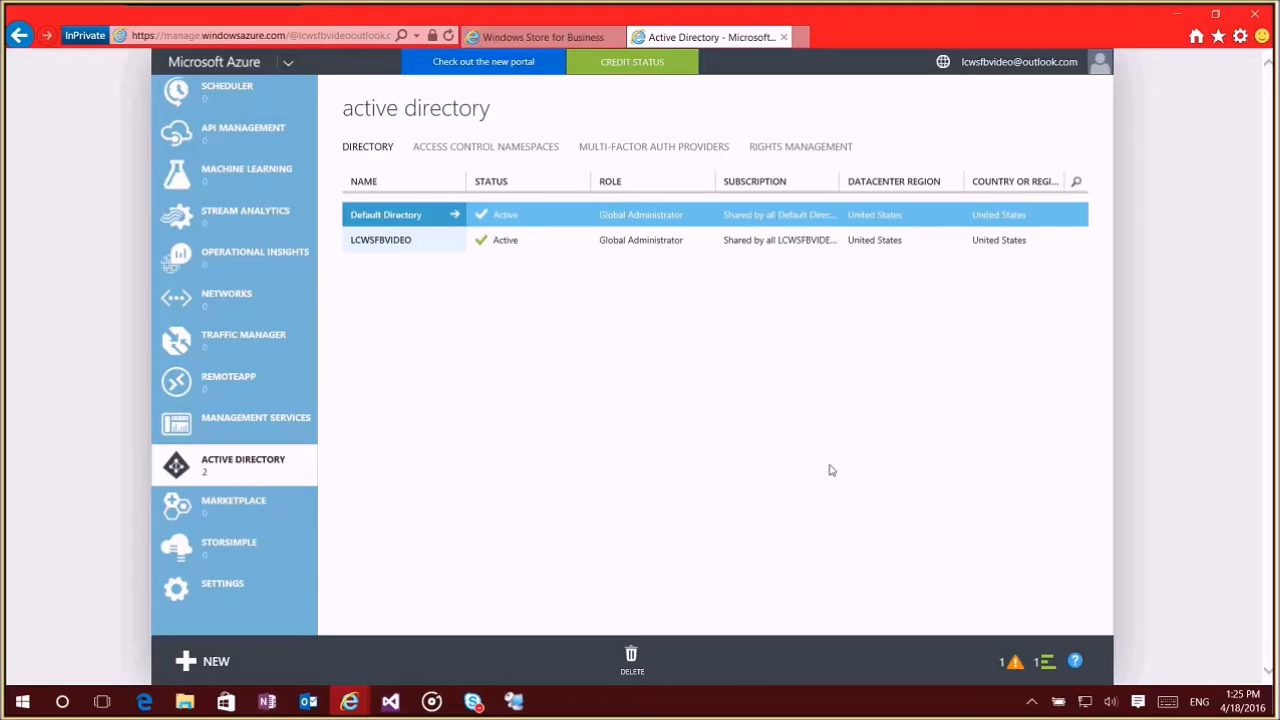 InPrivate
https://manage.windowsazure.com/@lcwsfbvideooutlook.c
Windows Store for Business
Active Directory - Microsoft...
Microsoft Azure
Check out the new portal
CREDIT STATUS
lcwsfbvideo@outlook.com
SCHEDULER
0
API MANAGEMENT
0
MACHINE LEARNING
0
STREAM ANALYTICS
0
OPERATIONAL INSIGHTS
0
NETWORKS
0
TRAFFIC MANAGER
0
REMOTEAPP
0
MANAGEMENT SERVICES
ACTIVE DIRECTORY
2
MARKETPLACE
0
STORSIMPLE
0
SETTINGS
active directory
DIRECTORY ACCESS CONTROL NAMESPACES MULTI-FACTOR AUTH PROVIDERS RIGHTS MANAGEMENT
NAME STATUS ROLE SUBSCRIPTION DATACENTER REGION COUNTRY OR REGI...
Default Directory Active Global Administrator Shared by all Default Direc... United States United States
LCWSFBVIDEO Active Global Administrator Shared by all LCWSFBVIDE... United States United States
NEW
DELETE
1
1
?
ENG
1:25 PM
4/18/2016